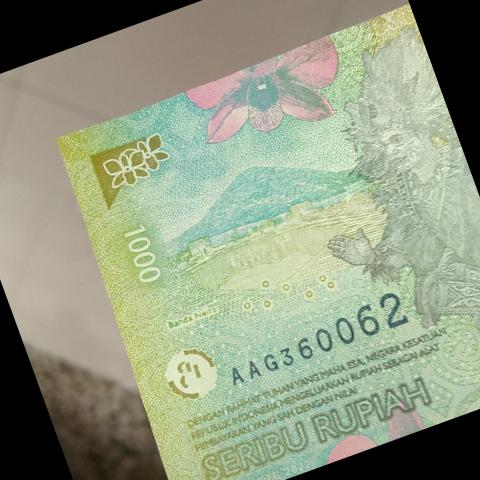 1000
Banda Neira
AAG360062
DENGAN RAHMAT TUHAN YANG MAHA ESA, NEGARA KESATUAN
REPUBLIK INDONESIA MENGELUARKAN RUPIAH SEBAGAI ALAT
PEMBAYARAN YANG SAH DENGAN NILAI
SERIBU RUPIAH